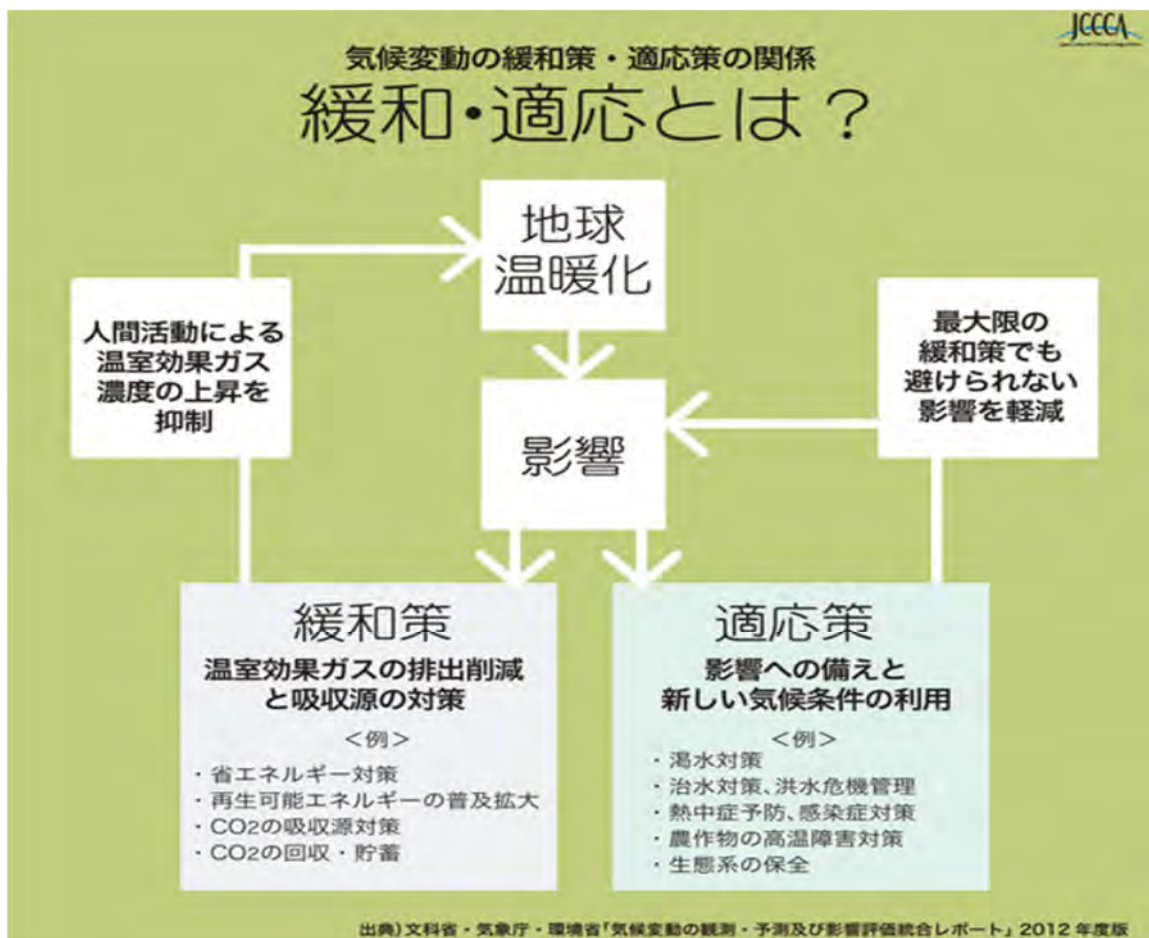 JCCCA
気候変動の緩和策・適応策の関係
緩和・適応とは？
地球
温暖化
人間活動による
温室効果ガス
濃度の上昇を
抑制
最大限の
緩和策でも
避けられない
影響を軽減
影響
緩和策
温室効果ガスの排出削減
と吸収源の対策
＜例＞
・省エネルギー対策
・再生可能エネルギーの普及拡大
・CO2の吸収源対策
・CO2の回収・貯蓄
適応策
影響への備えと
新しい気候条件の利用
＜例＞
・渇水対策
・治水対策、洪水危機管理
・熱中症予防、感染症対策
・農作物の高温障害対策
・生態系の保全
出典）文科省・気象庁・環境省「気候変動の観測・予測及び影響評価統合レポート」2012年度版